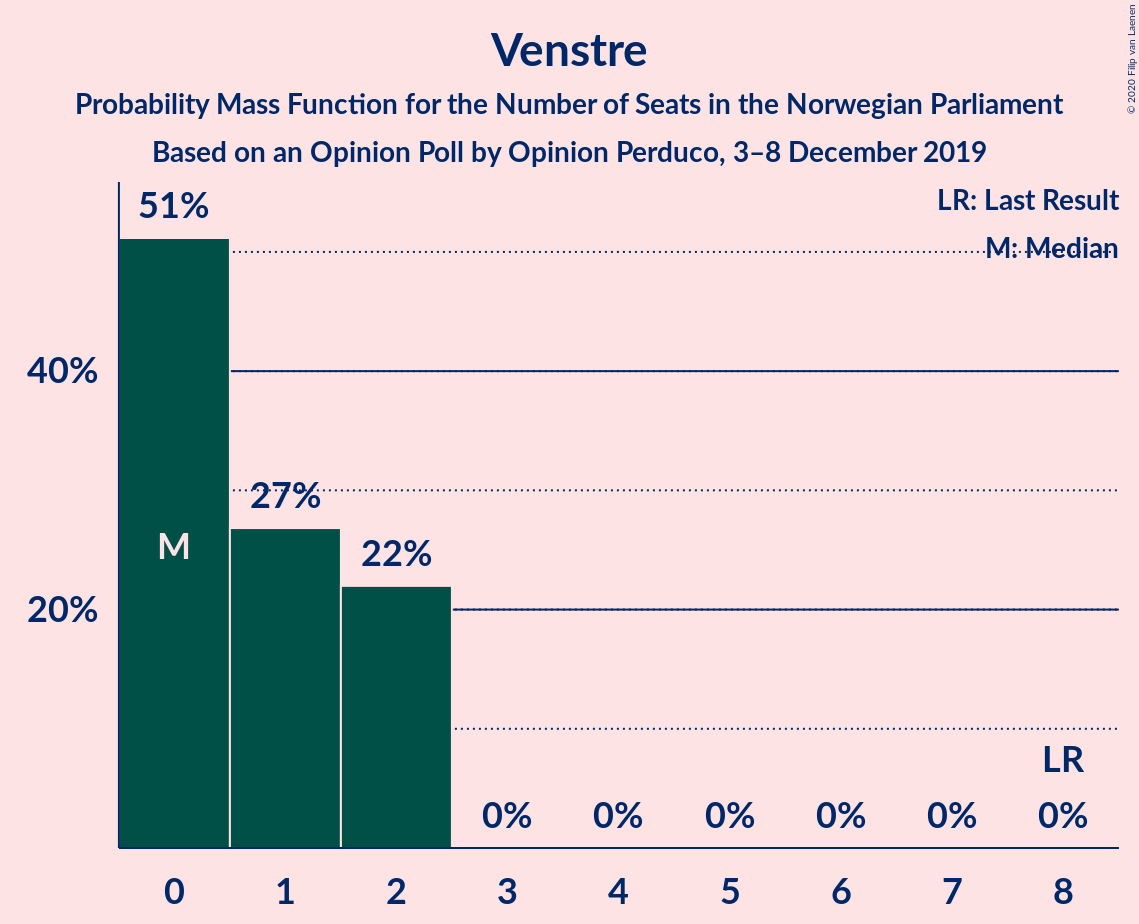 © 2020 Filip van Laenen
Venstre
Probability Mass Function for the Number of Seats in the Norwegian Parliament
Based on an Opinion Poll by Opinion Perduco, 3–8 December 2019
LR: Last Result
M: Median
51%
40%
27%
M
22%
20%
LR
0% 0% 0% 0% 0% 0%
0 1 2 3 4 5 6 7 8